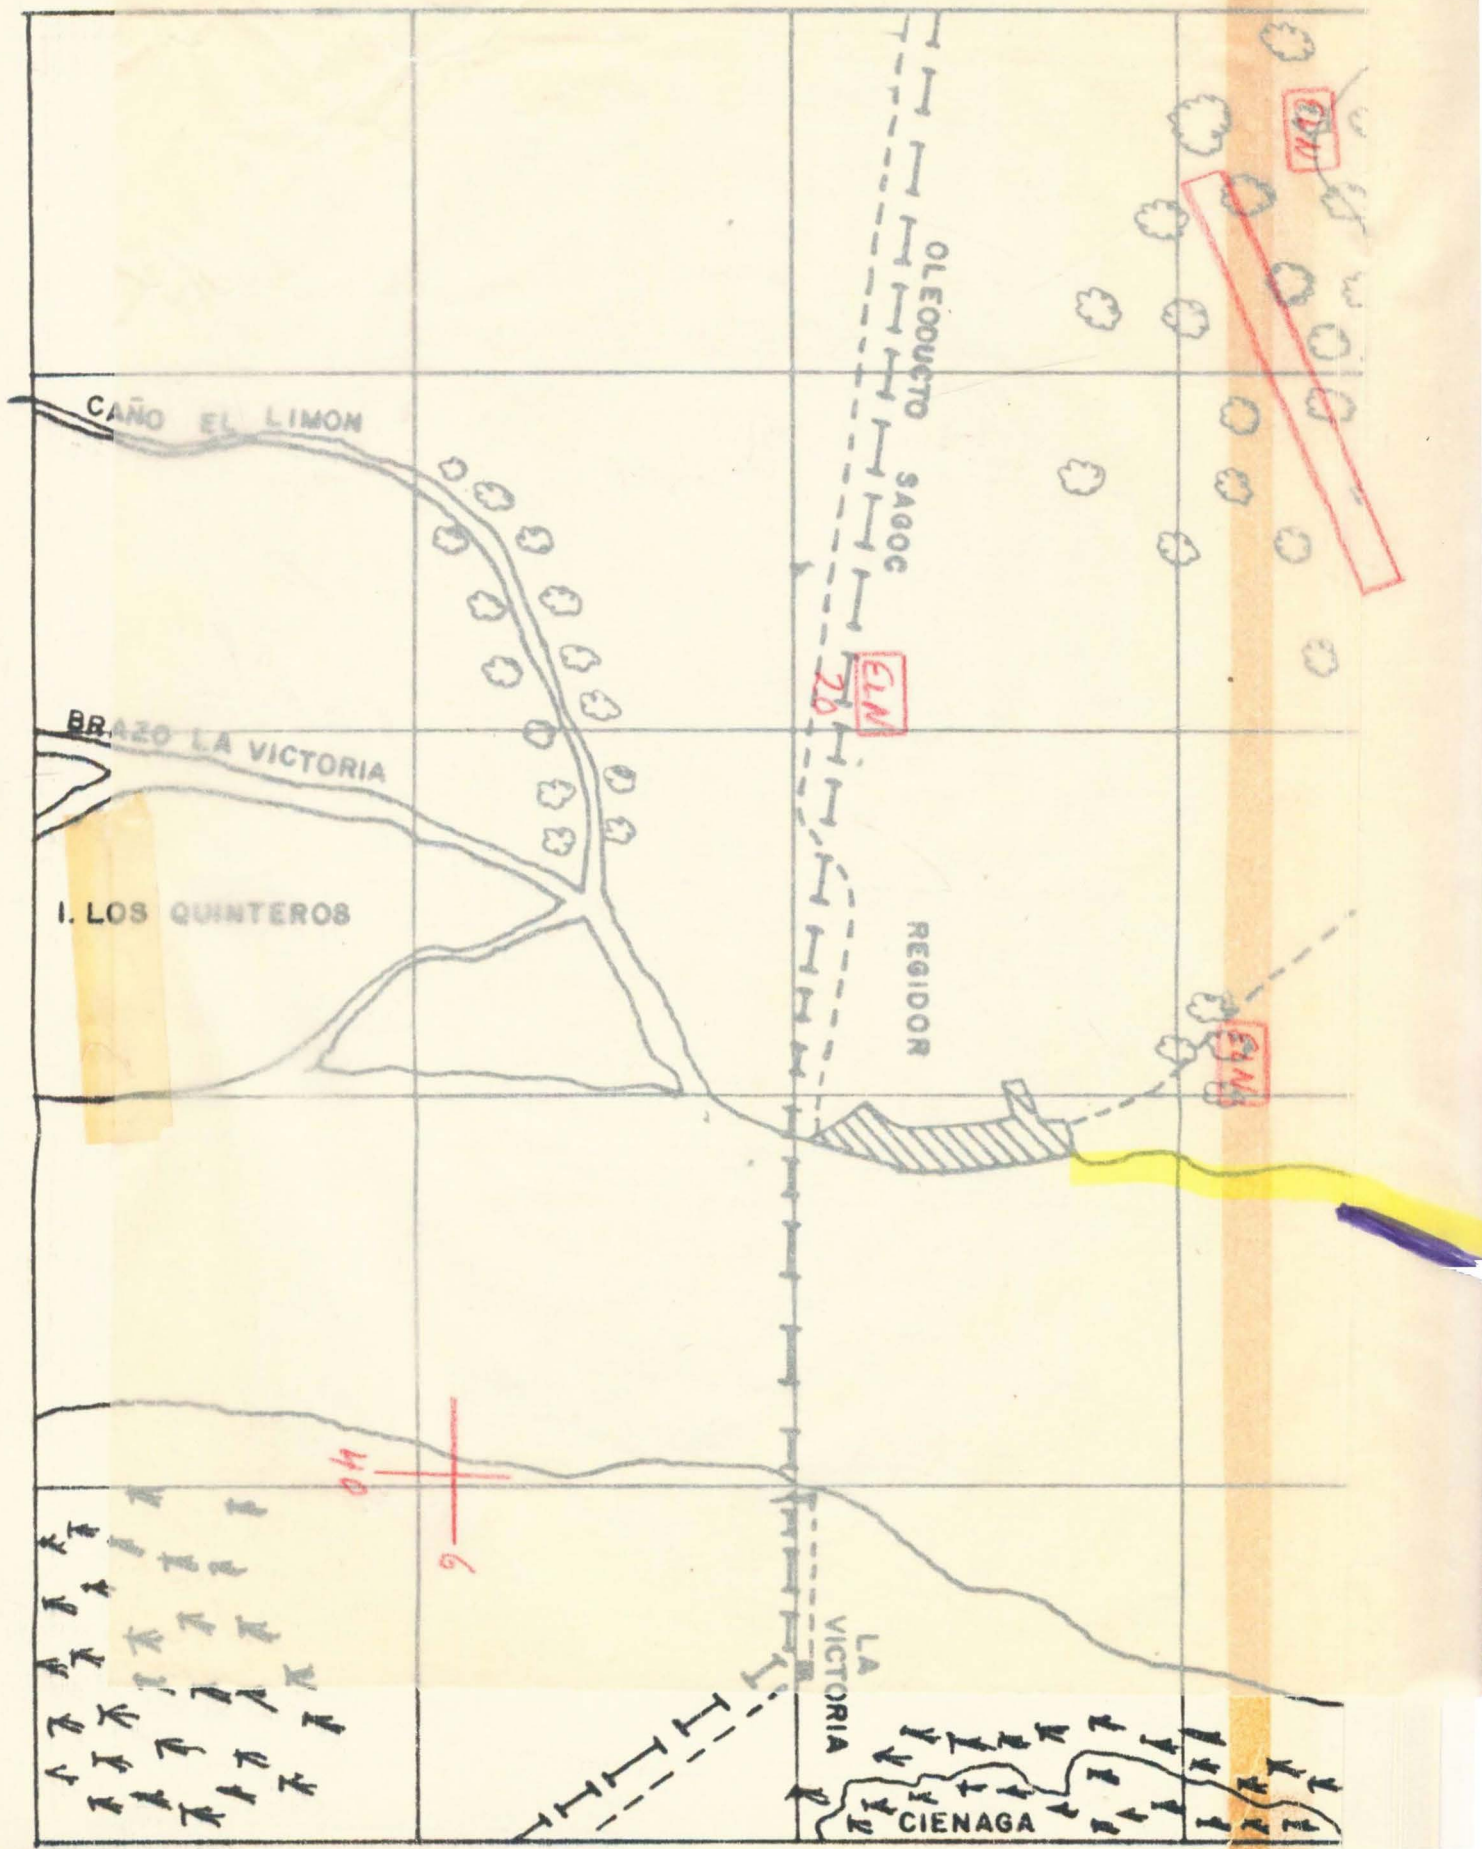 ELN
OLEODUCTO SAGOC
CAÑO EL LIMON
ELN
20
BRAZO LA VICTORIA
I. LOS QUINTEROS
REGIDOR
ELN
40
6
LA
VICTORIA
CIENAGA